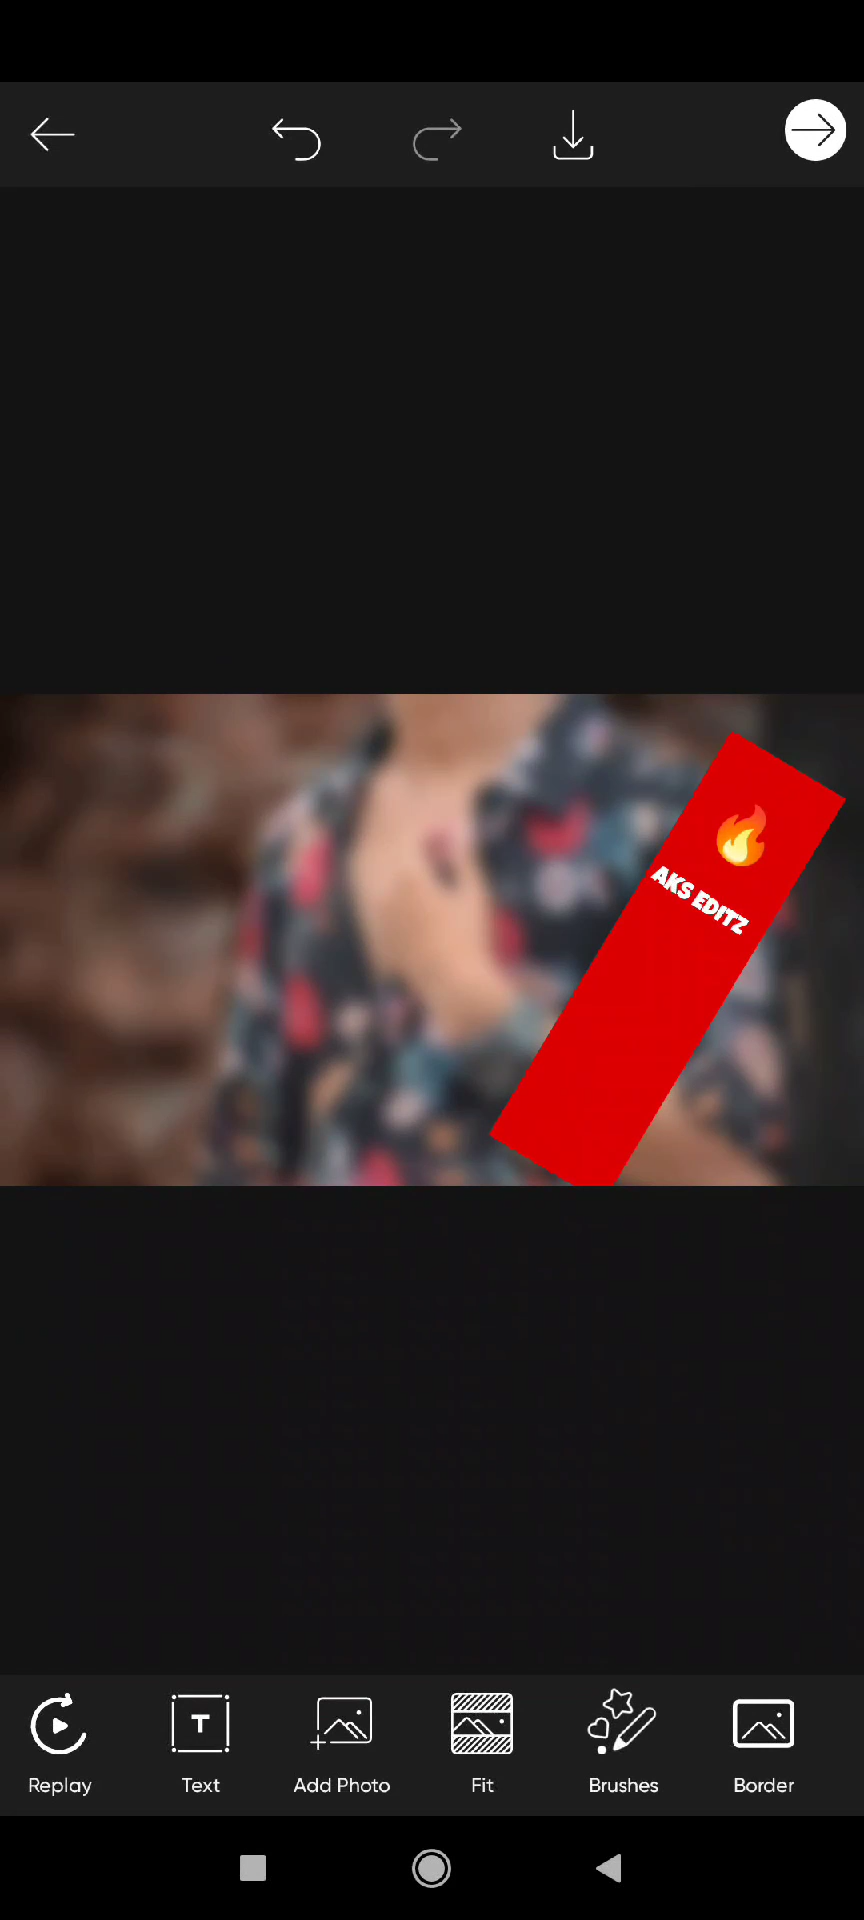 AKS EDITZ
Replay
Text
Add Photo
Fit
Brushes
Border